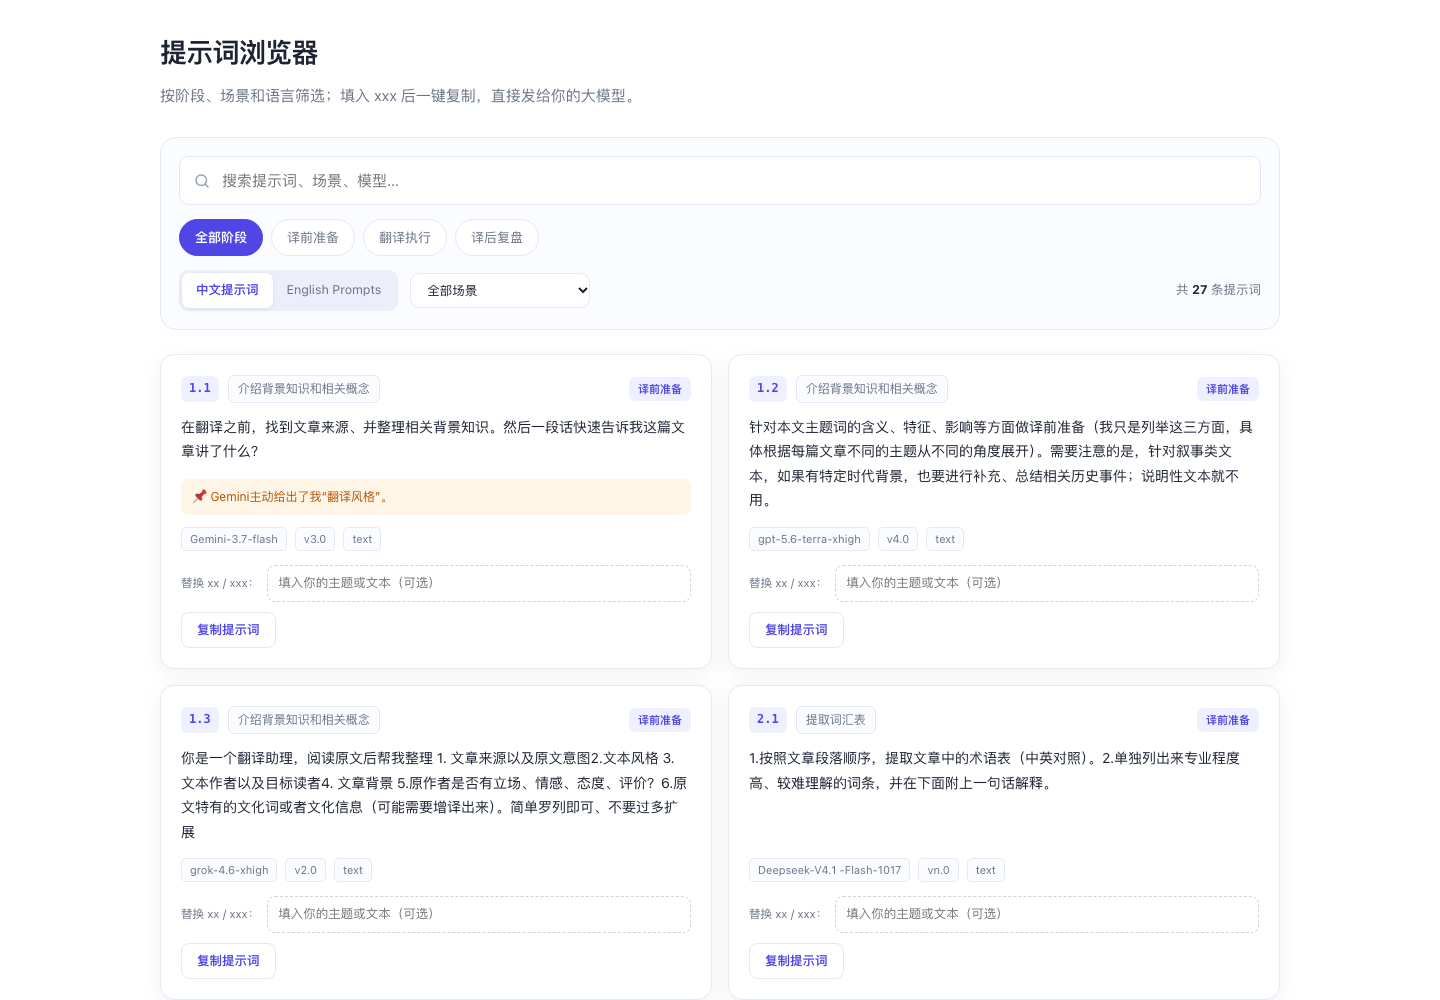 提示词浏览器
按阶段、场景和语言筛选；填入 xxx 后一键复制，直接发给你的大模型。
搜索提示词、场景、模型...
全部阶段 译前准备 翻译执行 译后复盘
中文提示词 English Prompts 全部场景 共 27 条提示词
1.1 介绍背景知识和相关概念 译前准备
在翻译之前，找到文章来源、并整理相关背景知识。然后一段话快速告诉我这篇文
章讲了什么?
📌 Gemini主动给出了我“翻译风格”。
Gemini-3.7-flash v3.0 text
替换 xx / xxx：填入你的主题或文本（可选）
复制提示词
1.2 介绍背景知识和相关概念 译前准备
针对本文主题词的含义、特征、影响等方面做译前准备（我只是列举这三方面，具
体根据每篇文章不同的主题从不同的角度展开）。需要注意的是，针对叙事类文
本，如果有特定时代背景，也要进行补充、总结相关历史事件；说明性文本就不
用。
gpt-5.6-terra-xhigh v4.0 text
替换 xx / xxx：填入你的主题或文本（可选）
复制提示词
1.3 介绍背景知识和相关概念 译前准备
你是一个翻译助理，阅读原文后帮我整理 1. 文章来源以及原文意图2.文本风格 3.
文本作者以及目标读者4. 文章背景 5.原作者是否有立场、情感、态度、评价？6.原
文特有的文化词或者文化信息（可能需要增译出来）。简单罗列即可、不要过多扩
展
grok-4.6-xhigh v2.0 text
替换 xx / xxx：填入你的主题或文本（可选）
复制提示词
2.1 提取词汇表 译前准备
1.按照文章段落顺序，提取文章中的术语表（中英对照）。2.单独列出来专业程度
高、较难理解的词条，并在下面附上一句话解释。
Deepseek-V4.1 -Flash-1017 vn.0 text
替换 xx / xxx：填入你的主题或文本（可选）
复制提示词